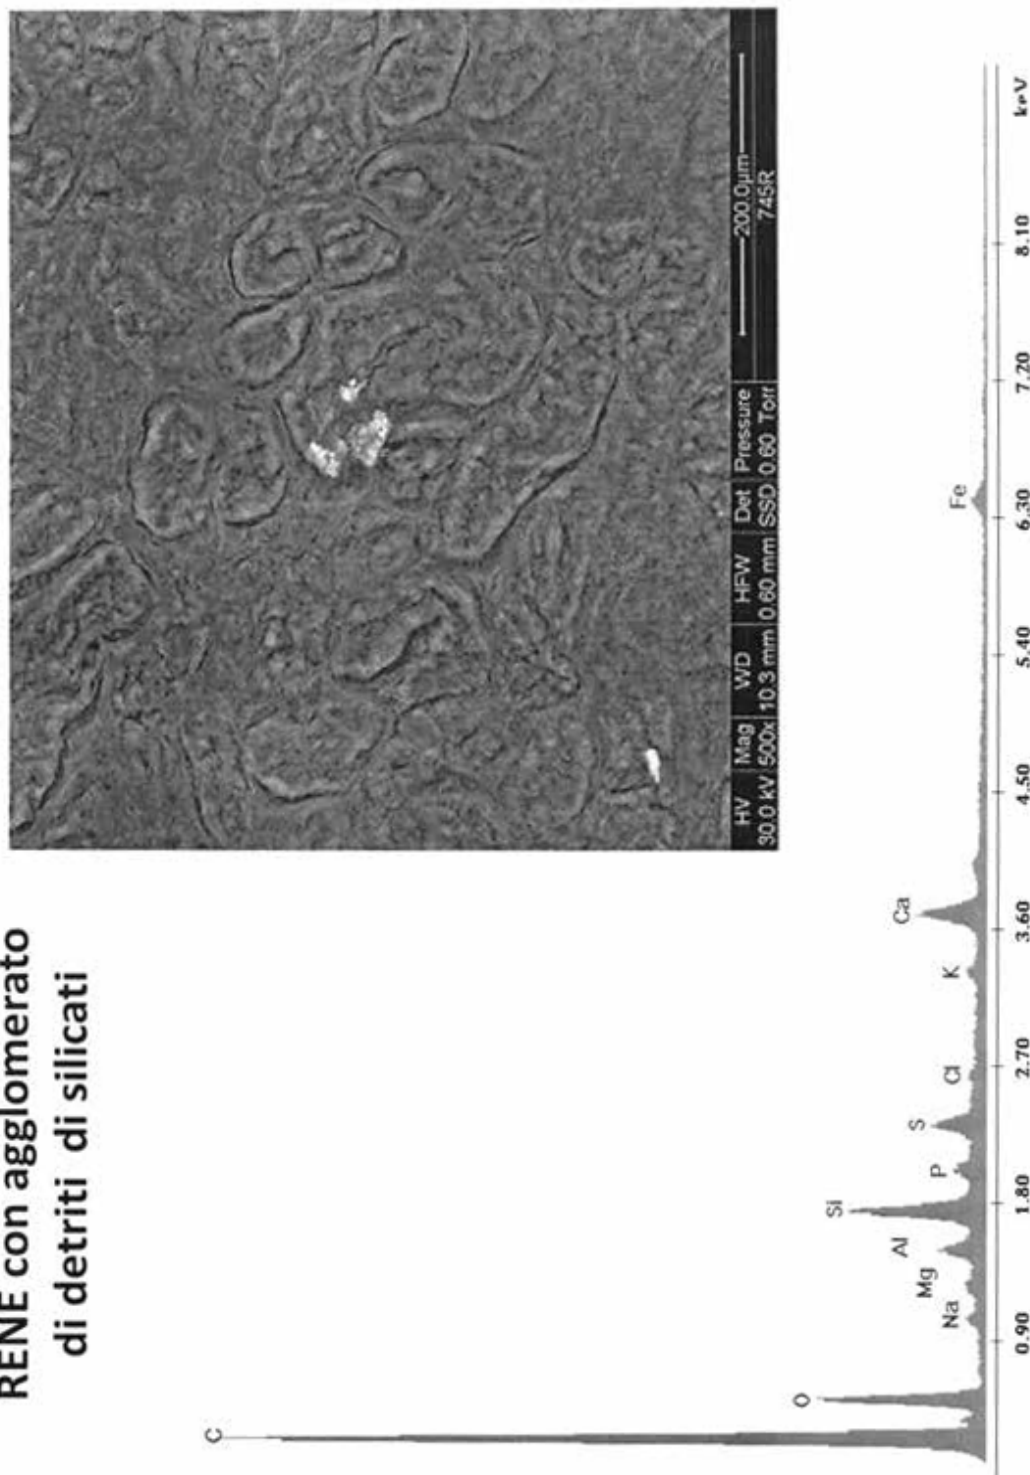 RENE con agglomerato
di detriti di silicati
HV Mag WD HFW Det Pressure 200.0µm
30.0 kV 500x 10.3 mm 0.60 mm SSD 0.60 Torr 745R
C
O
Na
Mg
Al
Si
P
S
Cl
K
Ca
Fe
0.90 1.80 2.70 3.60 4.50 5.40 6.30 7.20 8.10 keV